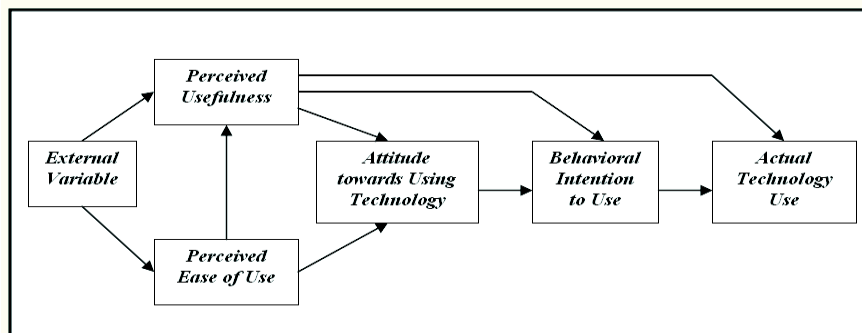 Perceived
Usefulness
External
Variable
Attitude
towards Using
Technology
Behavioral
Intention
to Use
Actual
Technology
Use
Perceived
Ease of Use